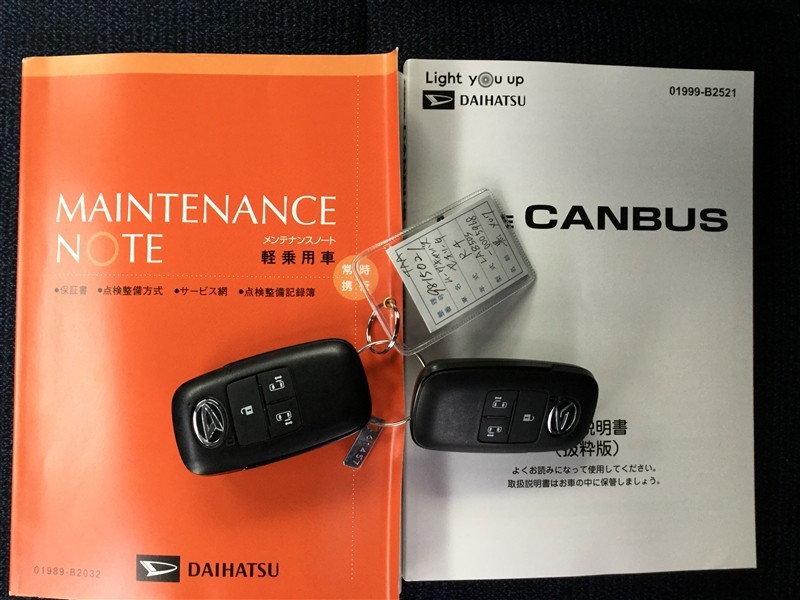 MAINTENANCE
NOTE
メンテナンスノート
軽乗用車
常時
携
●保証書 ●点検整備方式 ●サービス網 ●点検整備記録簿
01989-B2032
DAIHATSU
Light you up
DAIHATSU
01999-B2521
CANBUS
説明書
(抜粋版)
よくお読みになって使用してください。
取扱説明書はお車の中に保管しましょう。
R4